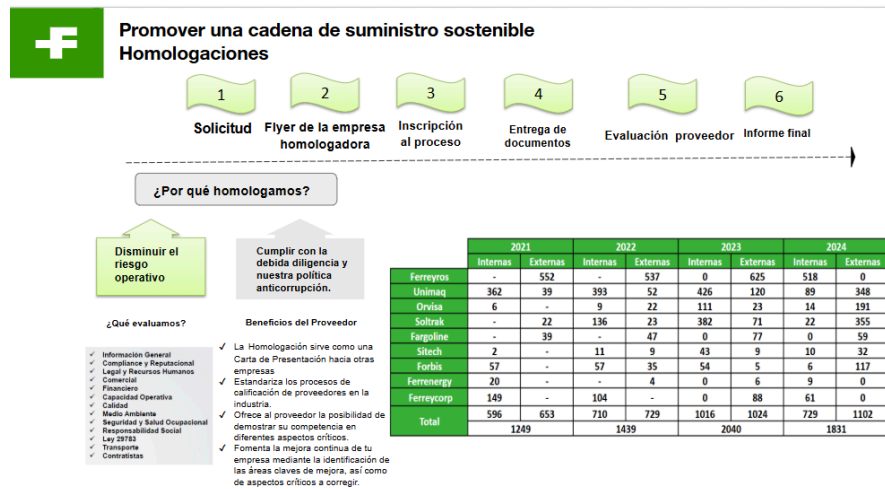 Promover una cadena de suministro sostenible
Homologaciones
1
2
3
4
5
6
Solicitud
Flyer de la empresa
homologadora
Inscripción
al proceso
Entrega de
documentos
Evaluación proveedor
Informe final
¿Por qué homologamos?
Disminuir el
riesgo
operativo
Cumplir con la
debida diligencia y
nuestra política
anticorrupción.
¿Qué evaluamos?
✓ Información General
✓ Compliance y Reputacional
✓ Legal y Recursos Humanos
✓ Comercial
✓ Financiero
✓ Capacidad Operativa
✓ Calidad
✓ Medio Ambiente
✓ Seguridad y Salud Ocupacional
✓ Responsabilidad Social
✓ Ley 29783
✓ Transporte
✓ Contratistas
Beneficios del Proveedor
✓ La Homologación sirve como una
Carta de Presentación hacia otras
empresas
✓ Estandariza los procesos de
calificación de proveedores en la
industria.
✓ Ofrece al proveedor la posibilidad de
demostrar su competencia en
diferentes aspectos críticos.
✓ Fomenta la mejora continua de tu
empresa mediante la identificación de
las áreas claves de mejora, así como
de aspectos críticos a corregir.
2021 2022 2023 2024
Internas Externas Internas Externas Internas Externas Internas Externas
Ferreyros - 552 - 537 0 625 518 0
Unimaq 362 39 393 52 426 120 89 348
Orvisa 6 - 9 22 111 23 14 191
Soltrak - 22 136 23 382 71 22 355
Fargoline - 39 - 47 0 77 0 59
Sitech 2 - 11 9 43 9 10 32
Forbis 57 - 57 35 54 5 6 117
Ferrenergy 20 - - 4 0 6 9 0
Ferreycorp 149 - 104 - 0 88 61 0
Total 596 653 710 729 1016 1024 729 1102
1249 1439 2040 1831